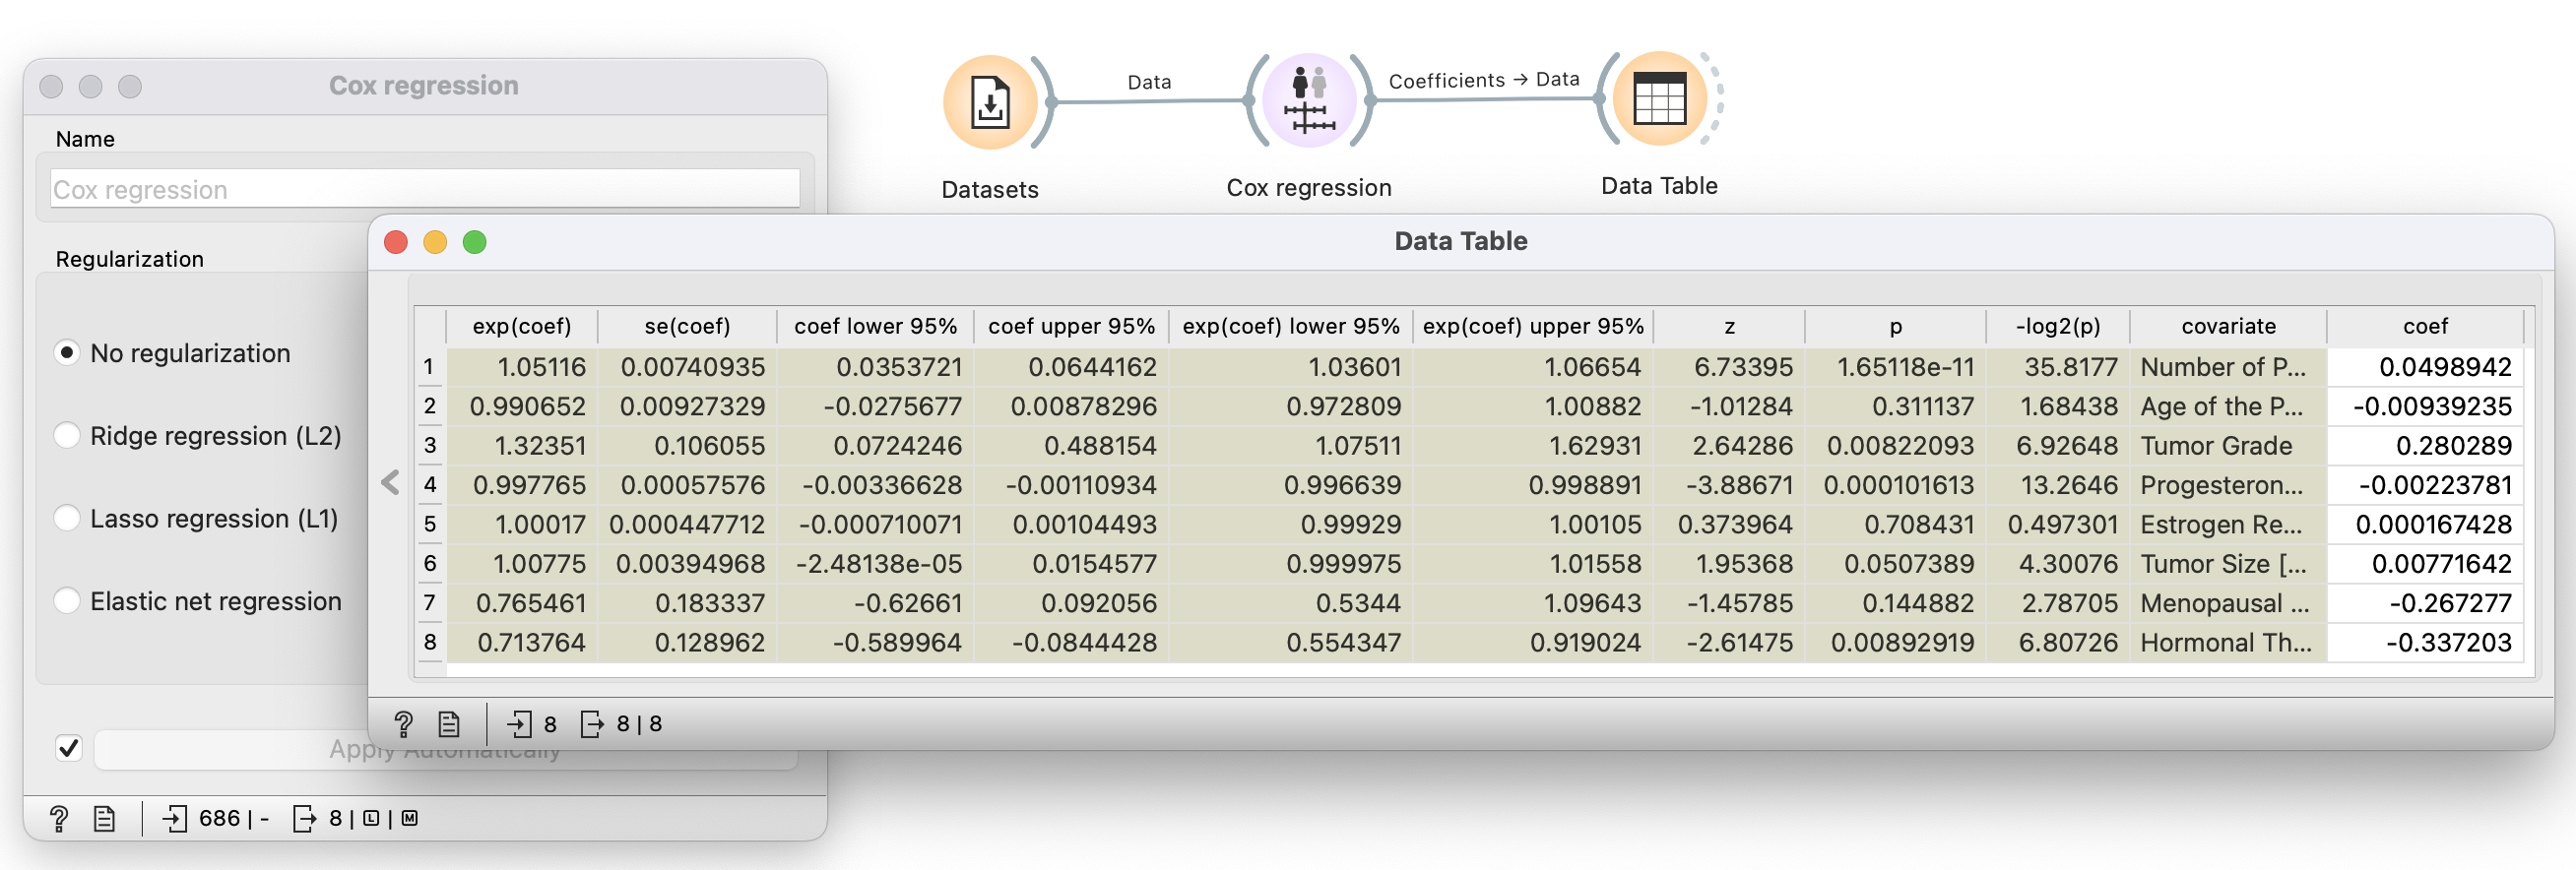 Cox regression
Name
Cox regression
Regularization
No regularization
Ridge regression (L2)
Lasso regression (L1)
Elastic net regression
Apply Automatically
686 | - 8 | L | M
Data Coefficients → Data
Datasets Cox regression Data Table
Data Table
exp(coef) se(coef) coef lower 95% coef upper 95% exp(coef) lower 95% exp(coef) upper 95% z p -log2(p) covariate coef
1 1.05116 0.00740935 0.0353721 0.0644162 1.03601 1.06654 6.73395 1.65118e-11 35.8177 Number of P... 0.0498942
2 0.990652 0.00927329 -0.0275677 0.00878296 0.972809 1.00882 -1.01284 0.311137 1.68438 Age of the P... -0.00939235
3 1.32351 0.106055 0.0724246 0.488154 1.07511 1.62931 2.64286 0.00822093 6.92648 Tumor Grade 0.280289
4 0.997765 0.00057576 -0.00336628 -0.00110934 0.996639 0.998891 -3.88671 0.000101613 13.2646 Progesteron... -0.00223781
5 1.00017 0.000447712 -0.000710071 0.00104493 0.99929 1.00105 0.373964 0.708431 0.497301 Estrogen Re... 0.000167428
6 1.00775 0.00394968 -2.48138e-05 0.0154577 0.999975 1.01558 1.95368 0.0507389 4.30076 Tumor Size [... 0.00771642
7 0.765461 0.183337 -0.62661 0.092056 0.5344 1.09643 -1.45785 0.144882 2.78705 Menopausal ... -0.267277
8 0.713764 0.128962 -0.589964 -0.0844428 0.554347 0.919024 -2.61475 0.00892919 6.80726 Hormonal Th... -0.337203
8 8 | 8